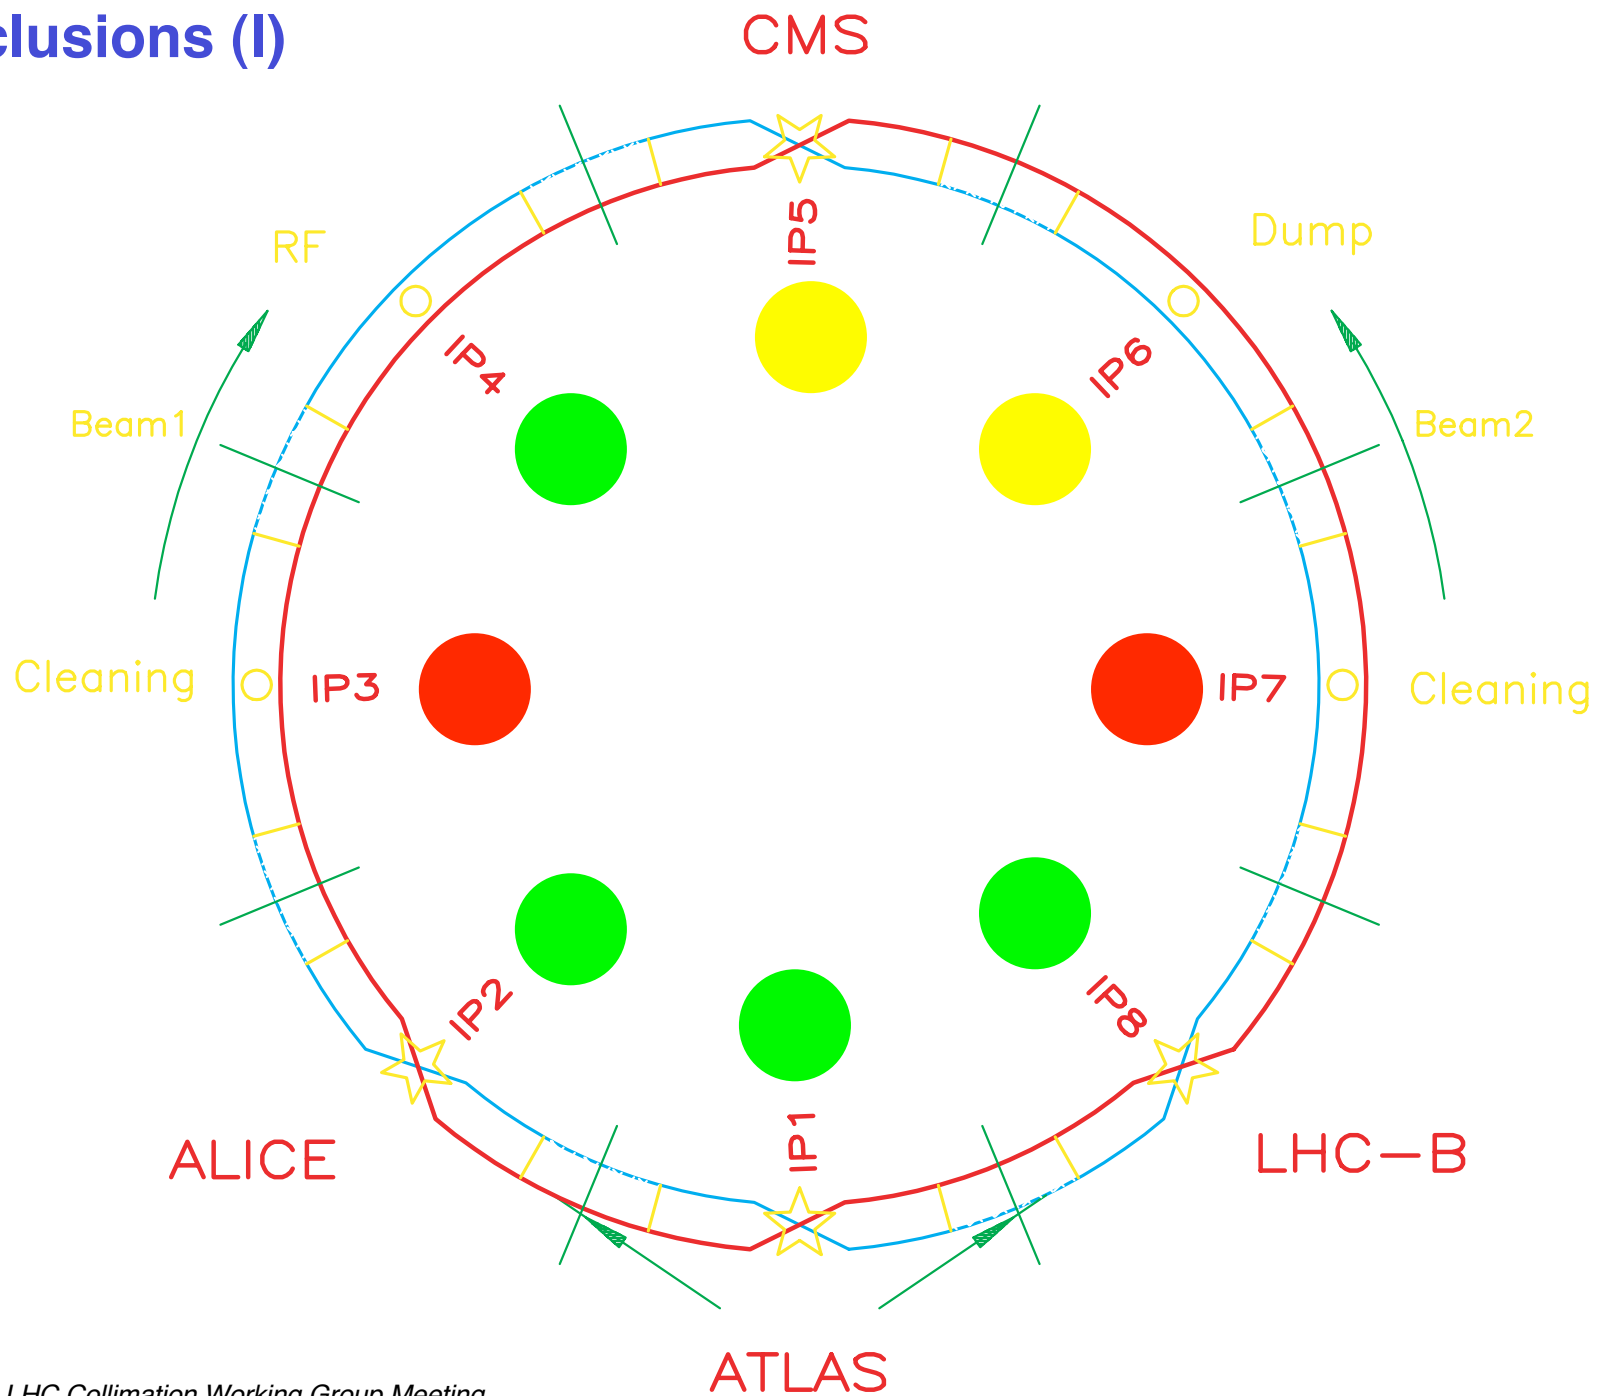 clusions (I)
CMS
IP5
RF
Dump
IP4
IP6
Beam1
Beam2
Cleaning
IP3
IP7
Cleaning
IP2
IP8
IP1
ALICE
LHC-B
ATLAS
LHC Collimation Working Group Meeting